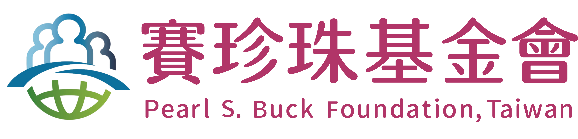 賽珍珠基金會
Pearl S. Buck Foundation, Taiwan